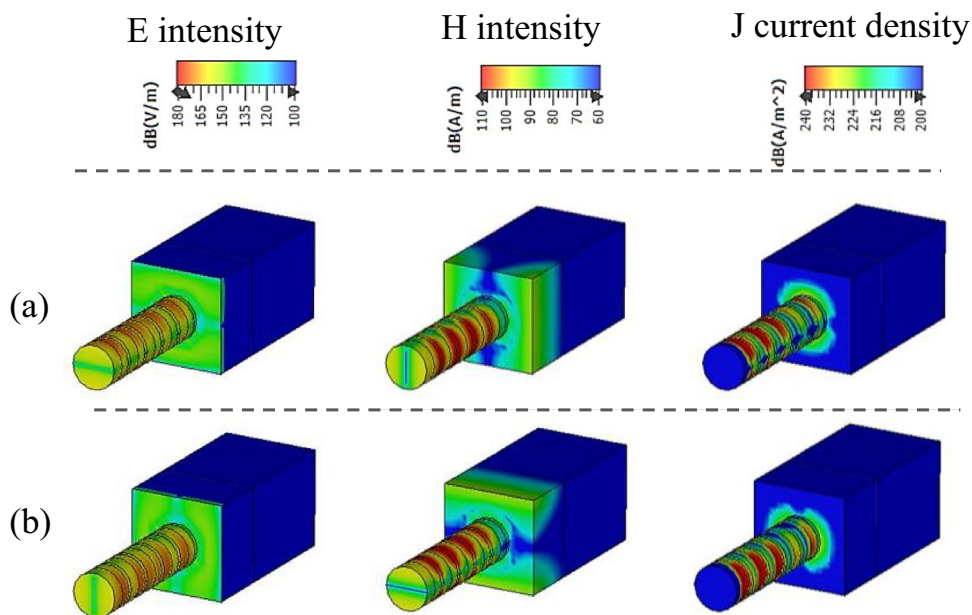 E intensity
H intensity
J current density
dB(V/m)
180 165 150 135 120 100
dB(A/m)
110 100 90 80 70 60
dB(A/m^2)
240 232 224 216 208 200
(a)
(b)